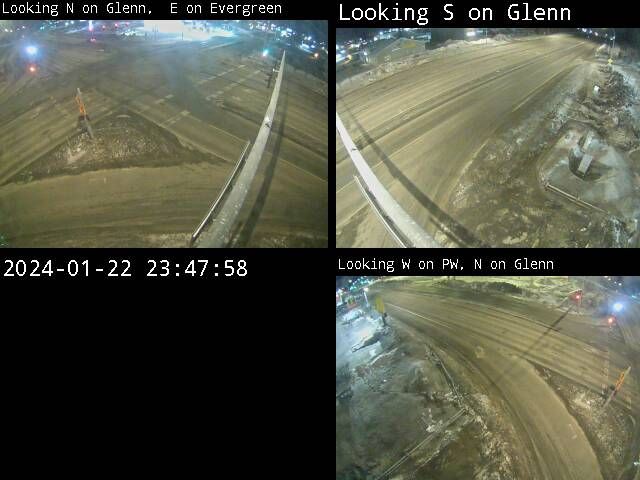 Looking N on Glenn,  E on Evergreen
Looking S on Glenn
2024-01-22 23:47:58
Looking W on PW, N on Glenn